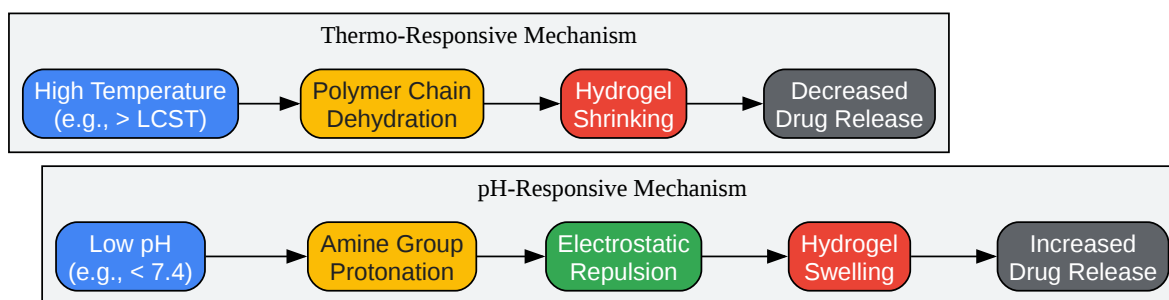 Thermo-Responsive Mechanism
High Temperature
(e.g., > LCST)
Polymer Chain
Dehydration
Hydrogel
Shrinking
Decreased
Drug Release
pH-Responsive Mechanism
Low pH
(e.g., < 7.4)
Amine Group
Protonation
Electrostatic
Repulsion
Hydrogel
Swelling
Increased
Drug Release